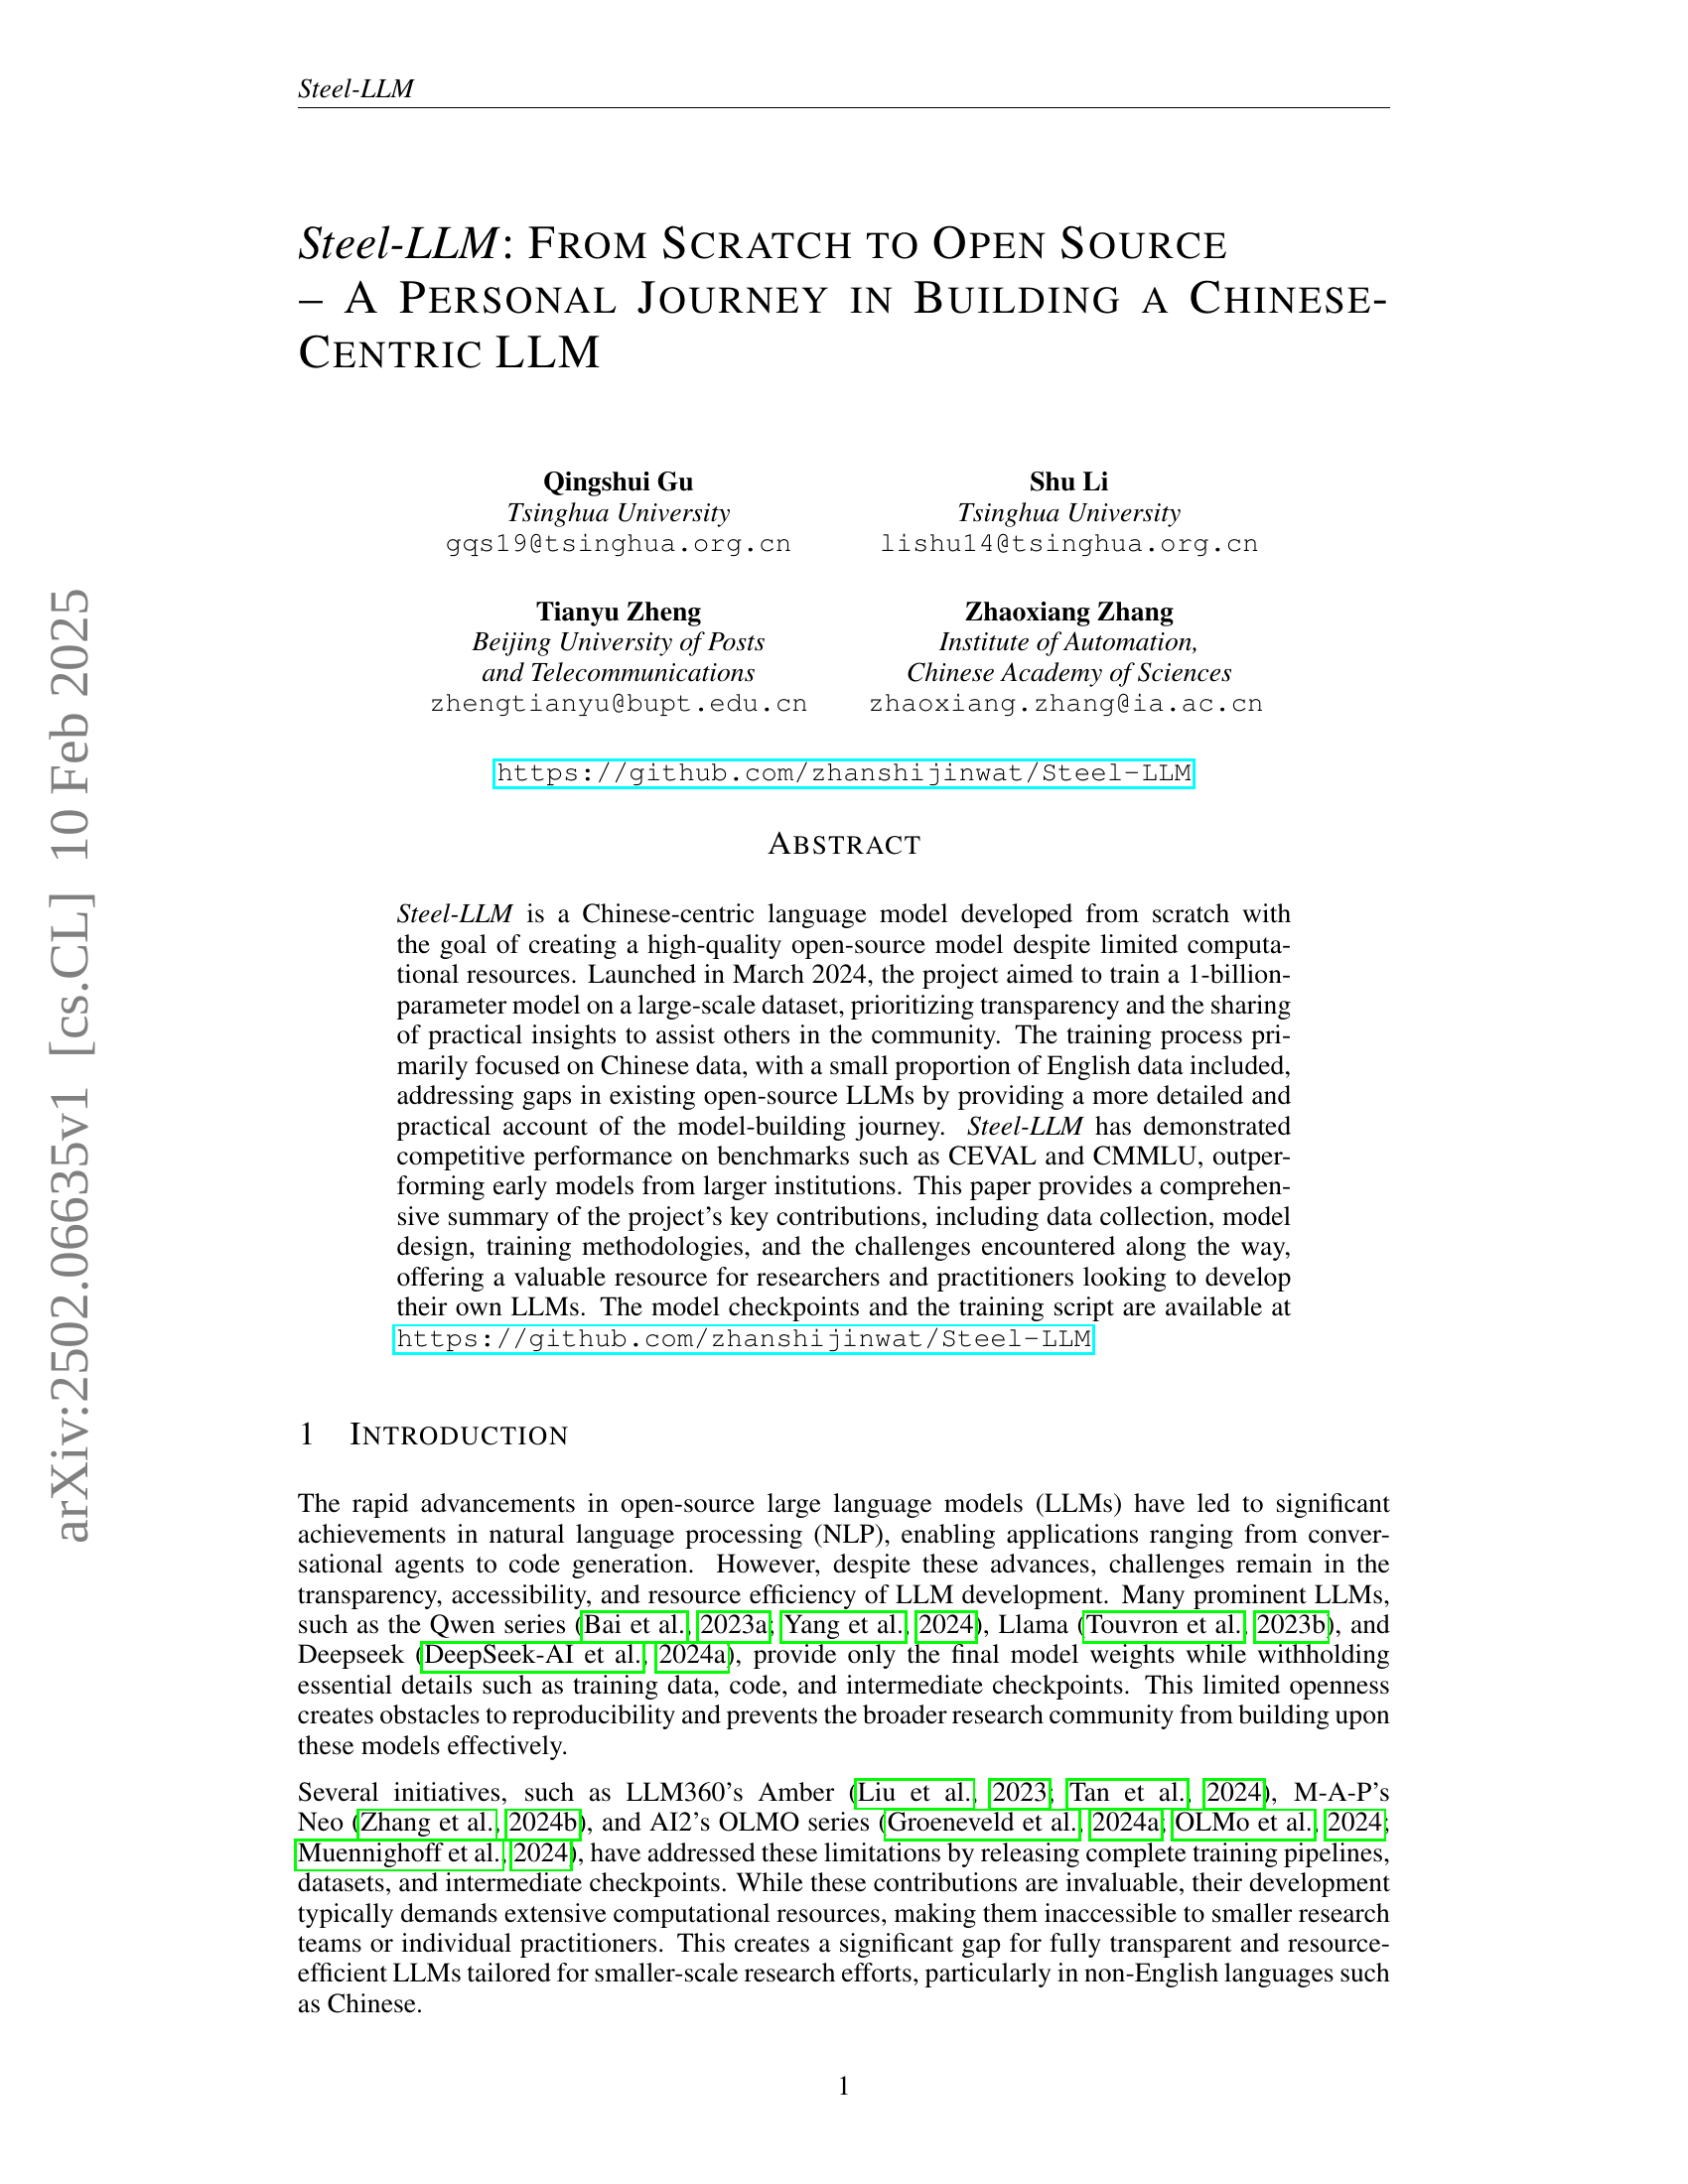 Steel-LLM
Steel-LLM: FROM SCRATCH TO OPEN SOURCE
– A PERSONAL JOURNEY IN BUILDING A CHINESE-
CENTRIC LLM
Qingshui Gu
Tsinghua University
gqs19@tsinghua.org.cn
Shu Li
Tsinghua University
lishu14@tsinghua.org.cn
Tianyu Zheng
Beijing University of Posts
and Telecommunications
zhengtianyu@bupt.edu.cn
Zhaoxiang Zhang
Institute of Automation,
Chinese Academy of Sciences
zhaoxiang.zhang@ia.ac.cn
https://github.com/zhanshijinwat/Steel-LLM
ABSTRACT
Steel-LLM is a Chinese-centric language model developed from scratch with
the goal of creating a high-quality open-source model despite limited computa-
tional resources. Launched in March 2024, the project aimed to train a 1-billion-
parameter model on a large-scale dataset, prioritizing transparency and the sharing
of practical insights to assist others in the community. The training process pri-
marily focused on Chinese data, with a small proportion of English data included,
addressing gaps in existing open-source LLMs by providing a more detailed and
practical account of the model-building journey. Steel-LLM has demonstrated
competitive performance on benchmarks such as CEVAL and CMMLU, outper-
forming early models from larger institutions. This paper provides a comprehen-
sive summary of the project's key contributions, including data collection, model
design, training methodologies, and the challenges encountered along the way,
offering a valuable resource for researchers and practitioners looking to develop
their own LLMs. The model checkpoints and the training script are available at
https://github.com/zhanshijinwat/Steel-LLM
1 INTRODUCTION
The rapid advancements in open-source large language models (LLMs) have led to significant
achievements in natural language processing (NLP), enabling applications ranging from conver-
sational agents to code generation. However, despite these advances, challenges remain in the
transparency, accessibility, and resource efficiency of LLM development. Many prominent LLMs,
such as the Qwen series (Bai et al., 2023a; Yang et al., 2024), Llama (Touvron et al., 2023b), and
Deepseek (DeepSeek-AI et al., 2024a), provide only the final model weights while withholding
essential details such as training data, code, and intermediate checkpoints. This limited openness
creates obstacles to reproducibility and prevents the broader research community from building upon
these models effectively.
Several initiatives, such as LLM360's Amber (Liu et al., 2023; Tan et al., 2024), M-A-P's
Neo (Zhang et al., 2024b), and AI2's OLMO series (Groeneveld et al., 2024a; OLMo et al., 2024;
Muennighoff et al., 2024), have addressed these limitations by releasing complete training pipelines,
datasets, and intermediate checkpoints. While these contributions are invaluable, their development
typically demands extensive computational resources, making them inaccessible to smaller research
teams or individual practitioners. This creates a significant gap for fully transparent and resource-
efficient LLMs tailored for smaller-scale research efforts, particularly in non-English languages such
as Chinese.
1
arXiv:2502.06635v1 [cs.CL] 10 Feb 2025